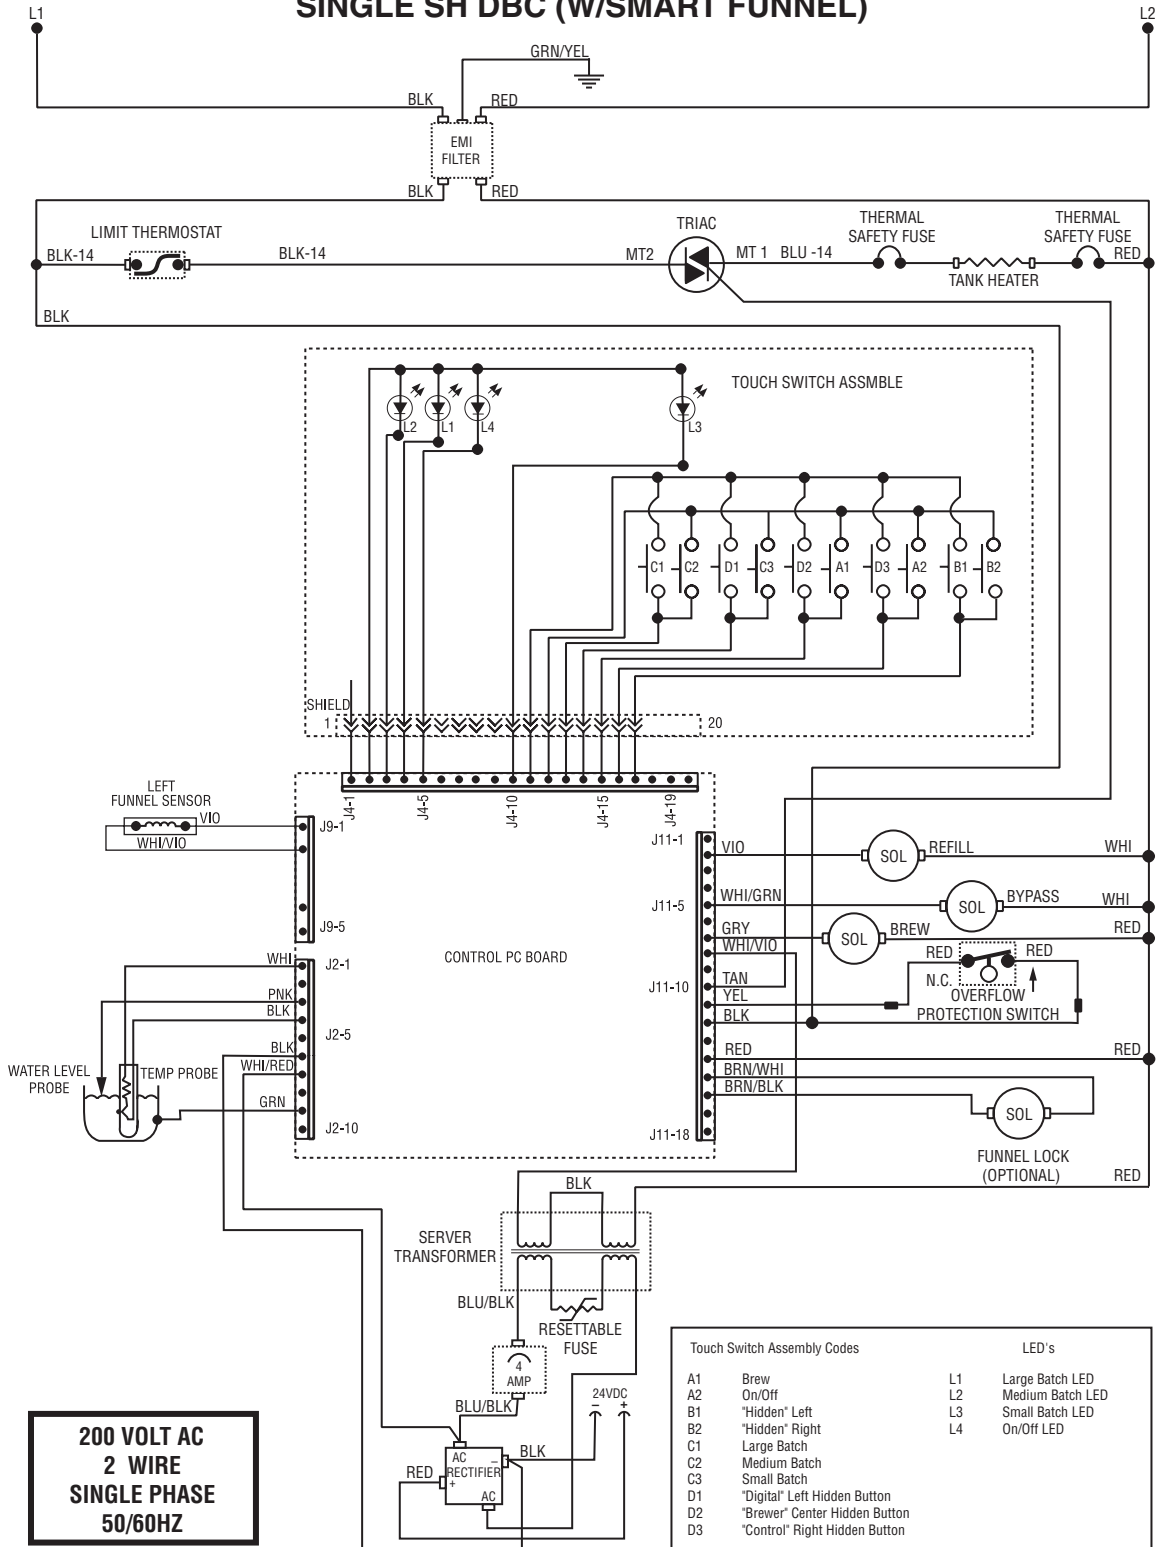 SINGLE SH DBC (W/SMART FUNNEL)
L1
L2
GRN/YEL
BLK
RED
EMI
FILTER
BLK
RED
LIMIT THERMOSTAT
TRIAC
THERMAL
SAFETY FUSE
THERMAL
SAFETY FUSE
BLK-14
BLK-14
MT2
MT 1
BLU -14
RED
TANK HEATER
BLK
TOUCH SWITCH ASSMBLE
L2
L1
L4
L3
C1
C2
D1
C3
D2
A1
D3
A2
B1
B2
SHIELD
1
20
J4-1
J4-5
J4-10
J4-15
J4-19
LEFT
FUNNEL SENSOR
VIO
WHI/VIO
J9-1
J9-5
J11-1
VIO
SOL
REFILL
WHI
J11-5
WHI/GRN
SOL
BYPASS
WHI
GRY
SOL
BREW
RED
WHI/VIO
CONTROL PC BOARD
WHI
J2-1
PNK
BLK
J2-5
BLK
WHI/RED
GRN
J2-10
WATER LEVEL
PROBE
TEMP PROBE
J11-10
TAN
YEL
BLK
RED
RED
N.C.
OVERFLOW
PROTECTION SWITCH
RED
RED
BRN/WHI
BRN/BLK
SOL
J11-18
FUNNEL LOCK
(OPTIONAL)
RED
BLK
SERVER
TRANSFORMER
BLU/BLK
RESETTABLE
FUSE
4
AMP
BLU/BLK
24VDC
- +
AC
RECTIFIER
-
+
AC
BLK
RED
200 VOLT AC
2 WIRE
SINGLE PHASE
50/60HZ
Touch Switch Assembly Codes
A1 Brew
A2 On/Off
B1 "Hidden" Left
B2 "Hidden" Right
C1 Large Batch
C2 Medium Batch
C3 Small Batch
D1 "Digital" Left Hidden Button
D2 "Brewer" Center Hidden Button
D3 "Control" Right Hidden Button
LED's
L1 Large Batch LED
L2 Medium Batch LED
L3 Small Batch LED
L4 On/Off LED